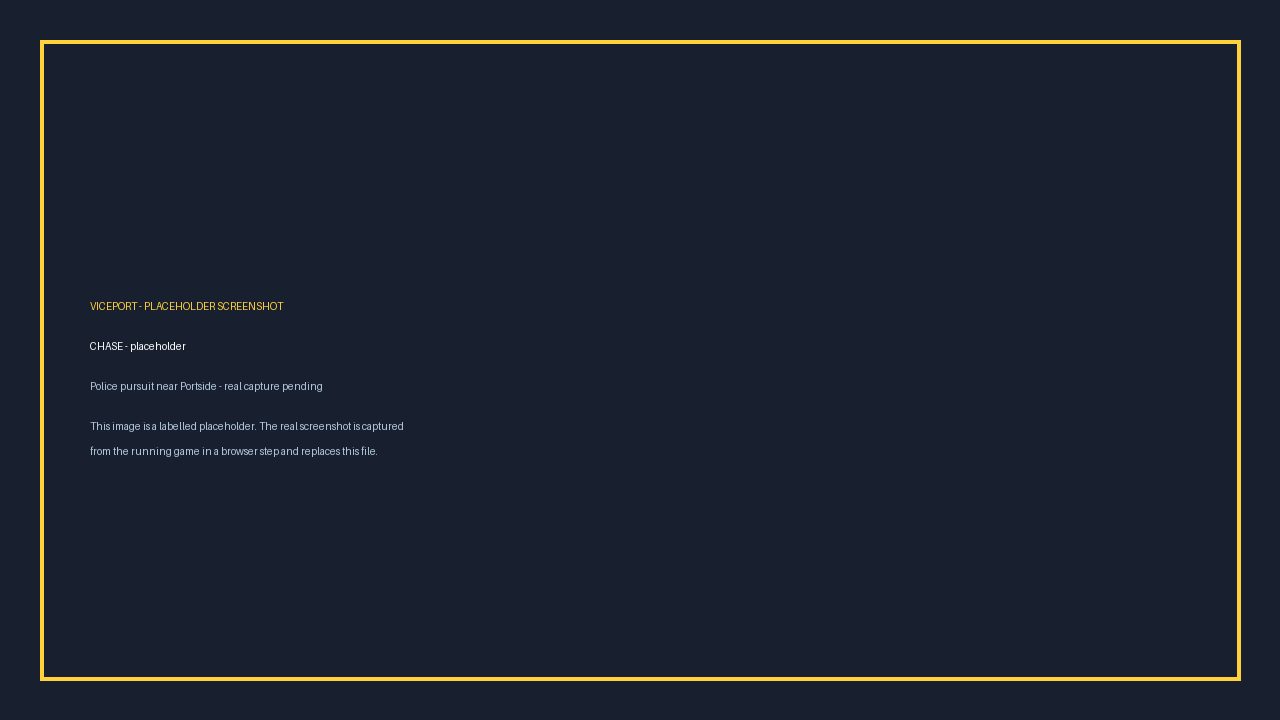 VICEPORT - PLACEHOLDER SCREENSHOT
CHASE - placeholder
Police pursuit near Portside - real capture pending
This image is a labelled placeholder. The real screenshot is captured
from the running game in a browser step and replaces this file.